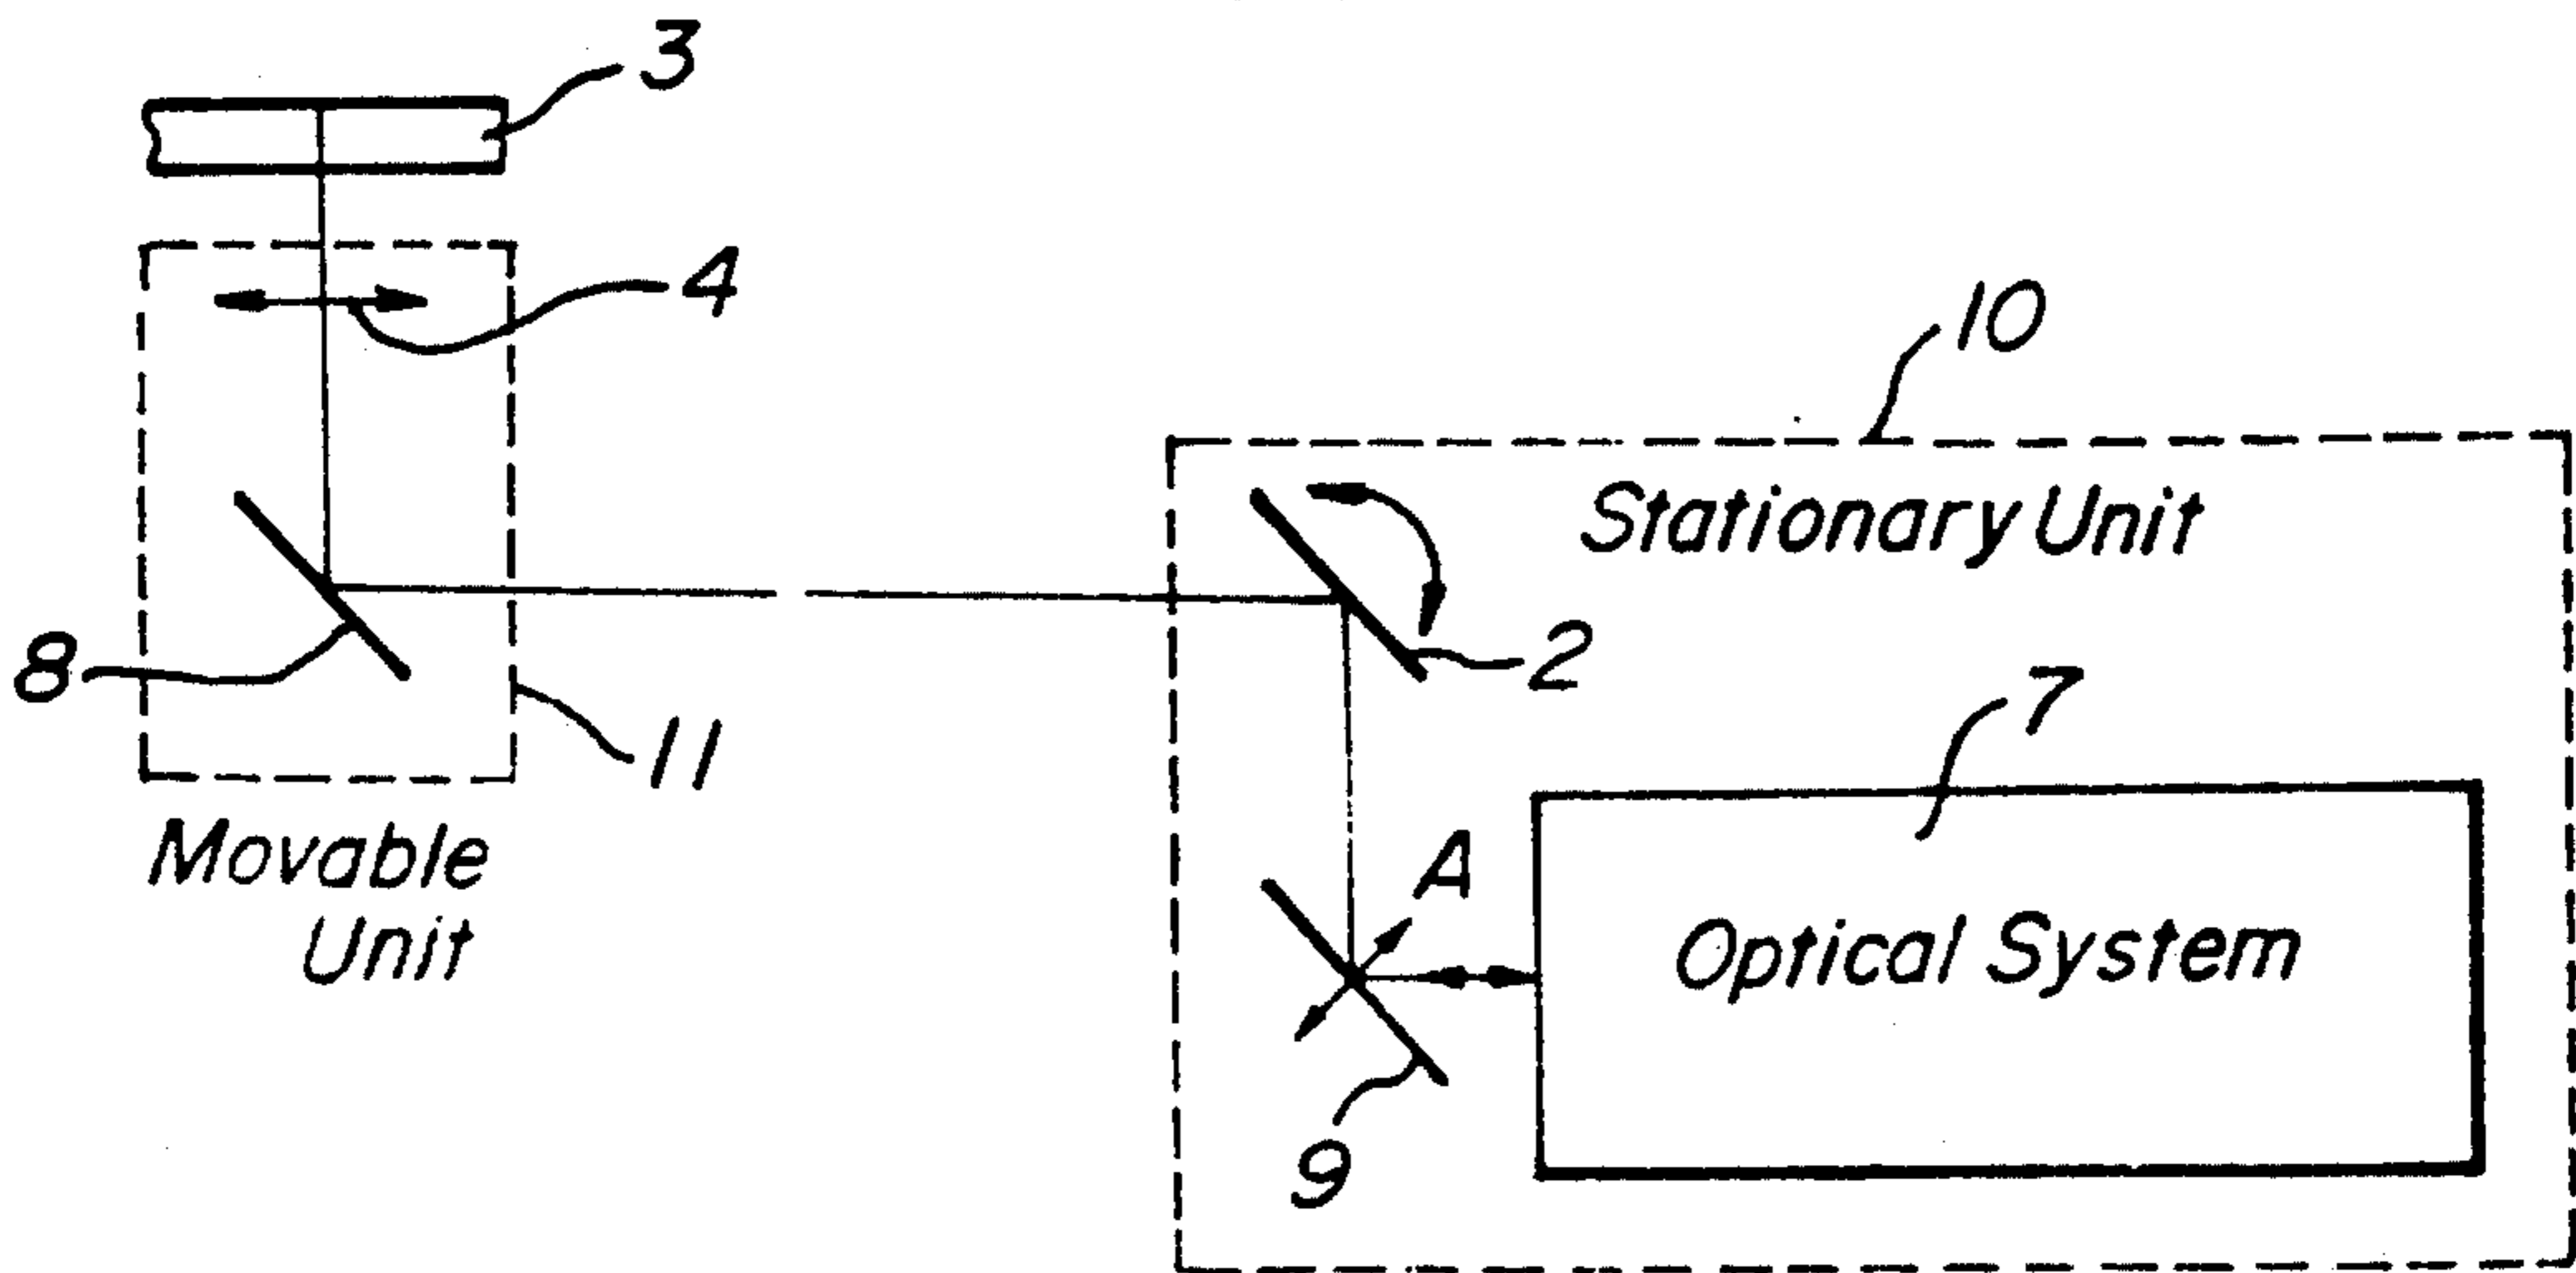 3
4
10
Stationary Unit
2
8
11
7
Movable
Unit
A
Optical System
9